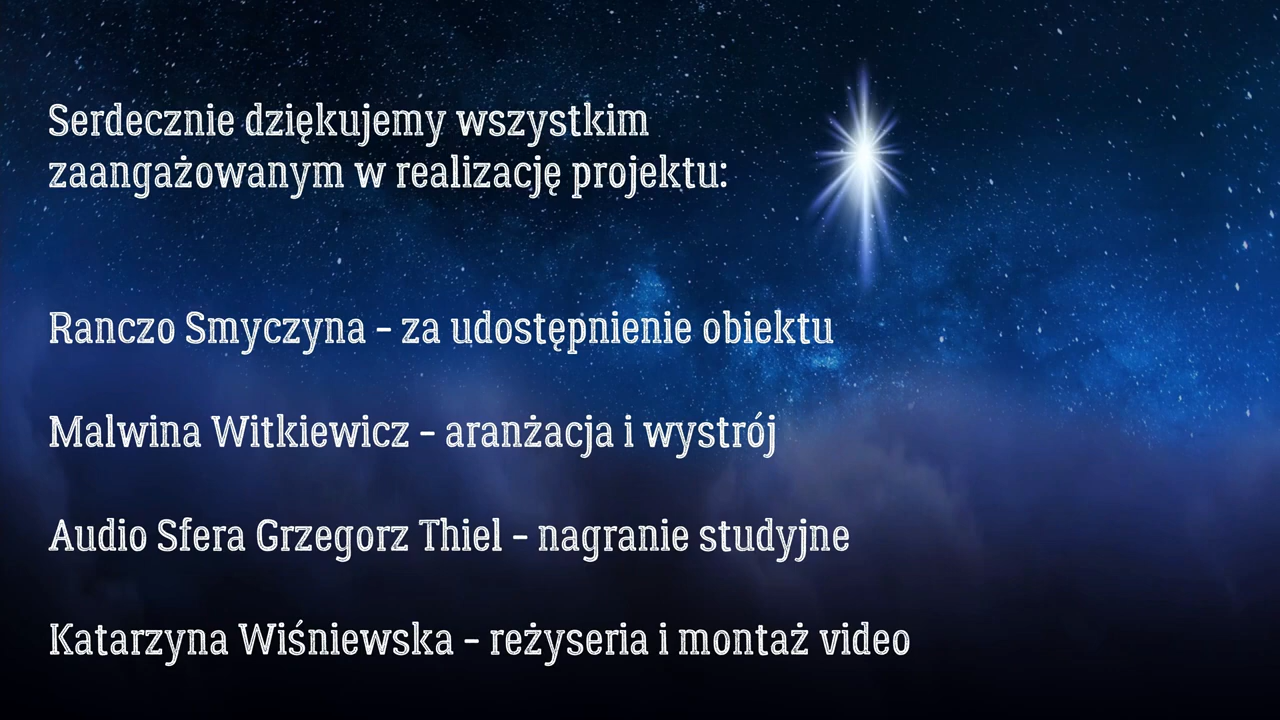 Serdecznie dziękujemy wszystkim
zaangażowanym w realizację projektu:
Ranczo Smyczyna – za udostępnienie obiektu
Malwina Witkiewicz – aranżacja i wystrój
Audio Sfera Grzegorz Thiel – nagranie studyjne
Katarzyna Wiśniewska – reżyseria i montaż video